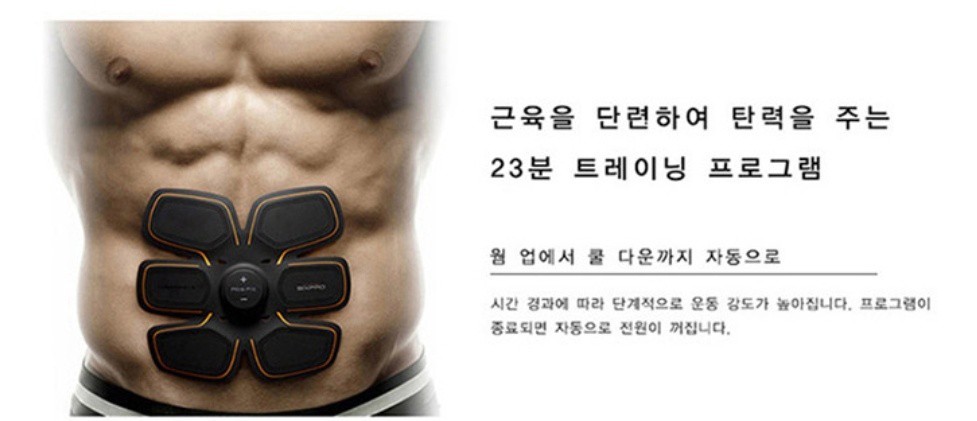 근육을 단련하여 탄력을 주는
23분 트레이닝 프로그램
웜 업에서 쿨 다운까지 자동으로
시간 경과에 따라 단계적으로 운동 강도가 높아집니다. 프로그램이
종료되면 자동으로 전원이 꺼집니다.
+
SIXPAD
−